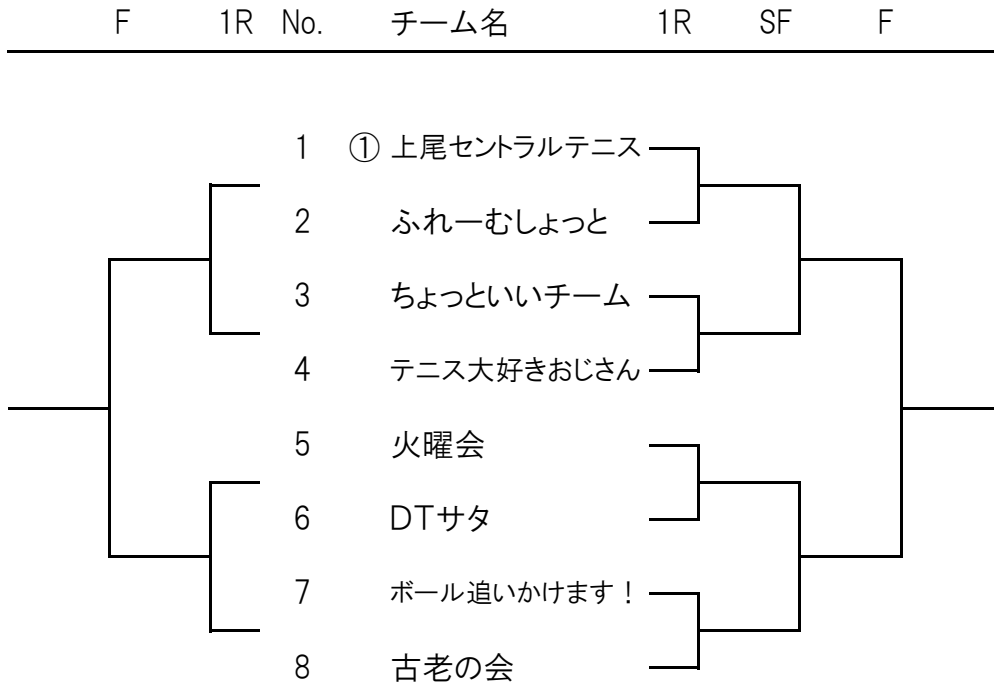 F 1R No. チーム名 1R SF F
1 ① 上尾セントラルテニス
2 ふれーむしょっと
3 ちょっといいチーム
4 テニス大好きおじさん
5 火曜会
6 DTサタ
7 ボール追いかけます！
8 古老の会